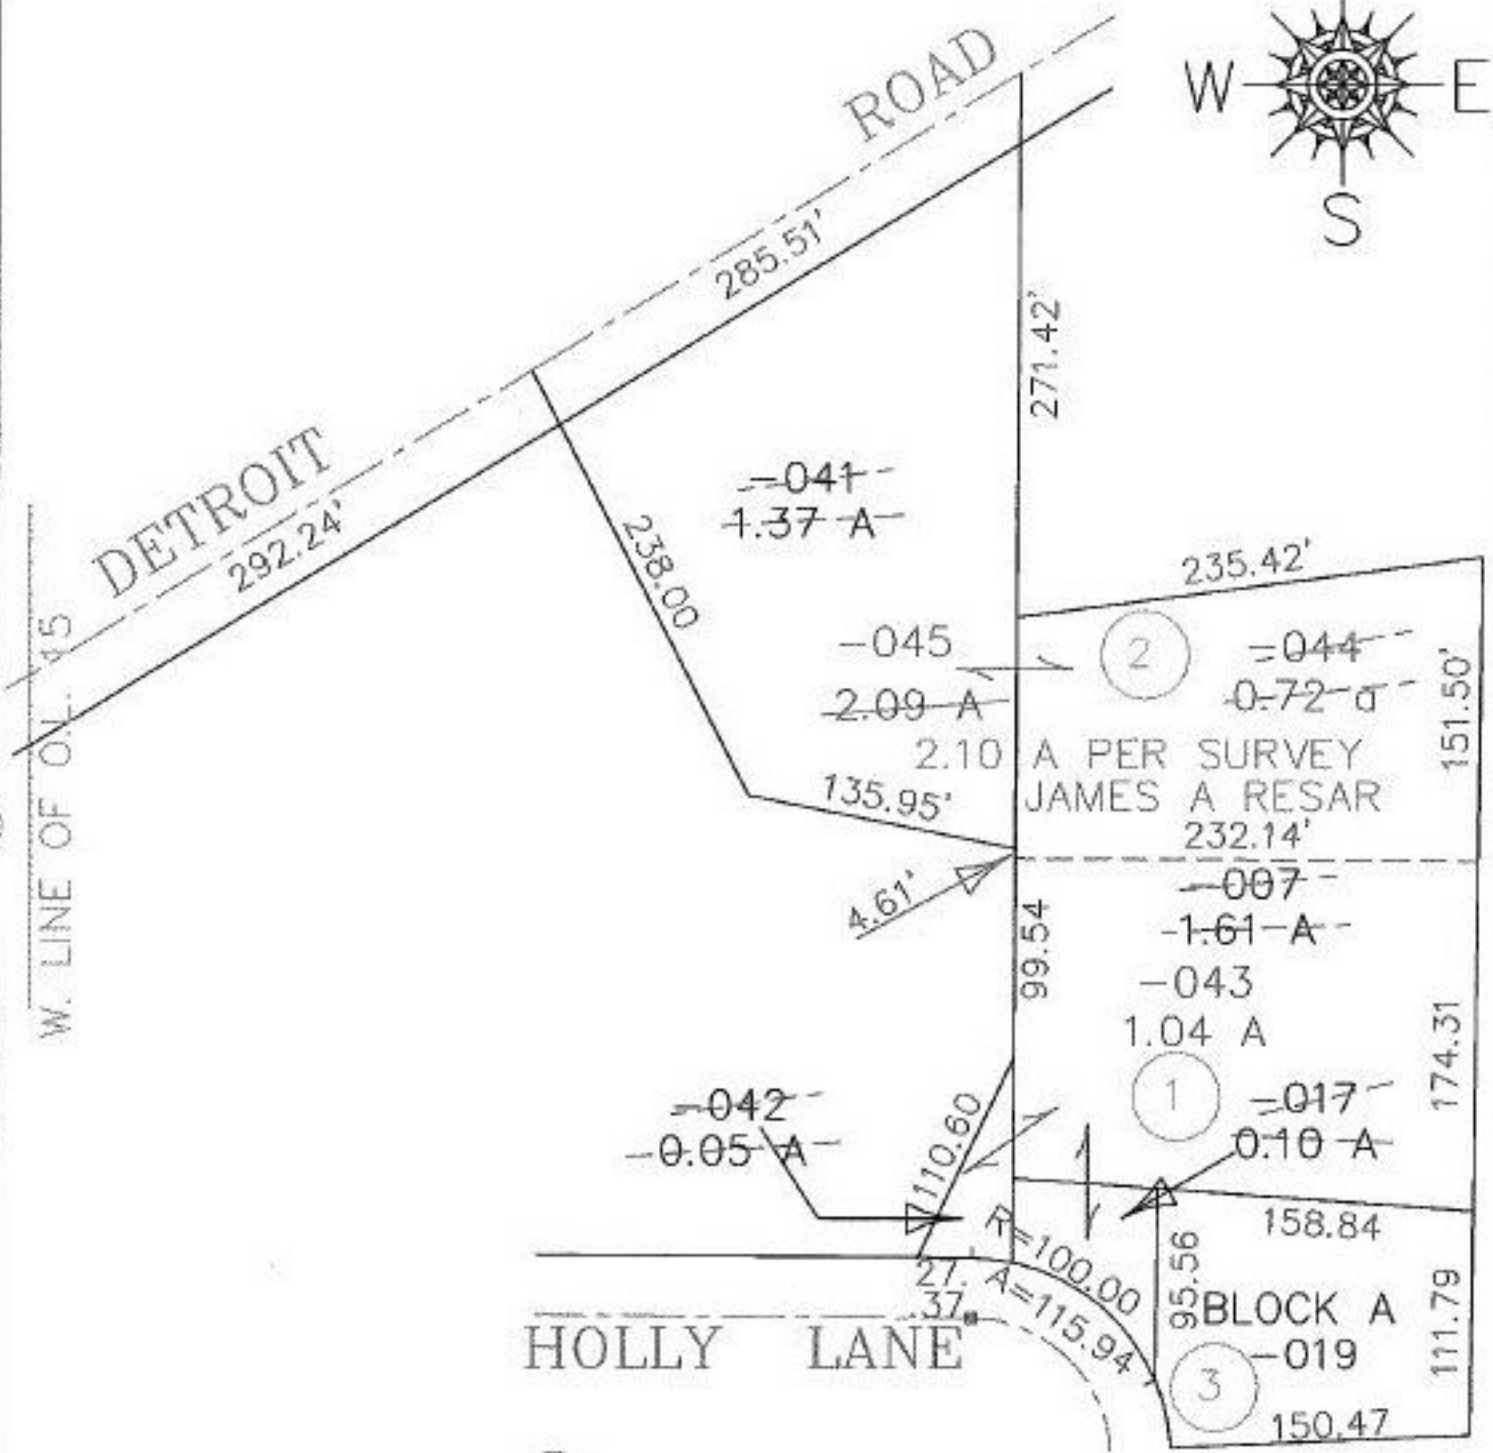 ROAD
W E
S
285.51'
271.42'
DETROIT
292.24'
-041
1.37 A
238.00
235.42'
-045
2
-044
0.72 a
2.09 A
151.50'
2.10 A PER SURVEY
JAMES A RESAR
135.95'
232.14'
W. LINE OF O.L. 45
4.61'
-007
1.61 A
99.54
-043
1.04 A
174.31
1
-042
0.05 A
110.60
-017
0.10 A
R=100.00
158.84
27.
37
A=115.94
95.56
BLOCK A
-019
111.79
HOLLY LANE
3
150.47